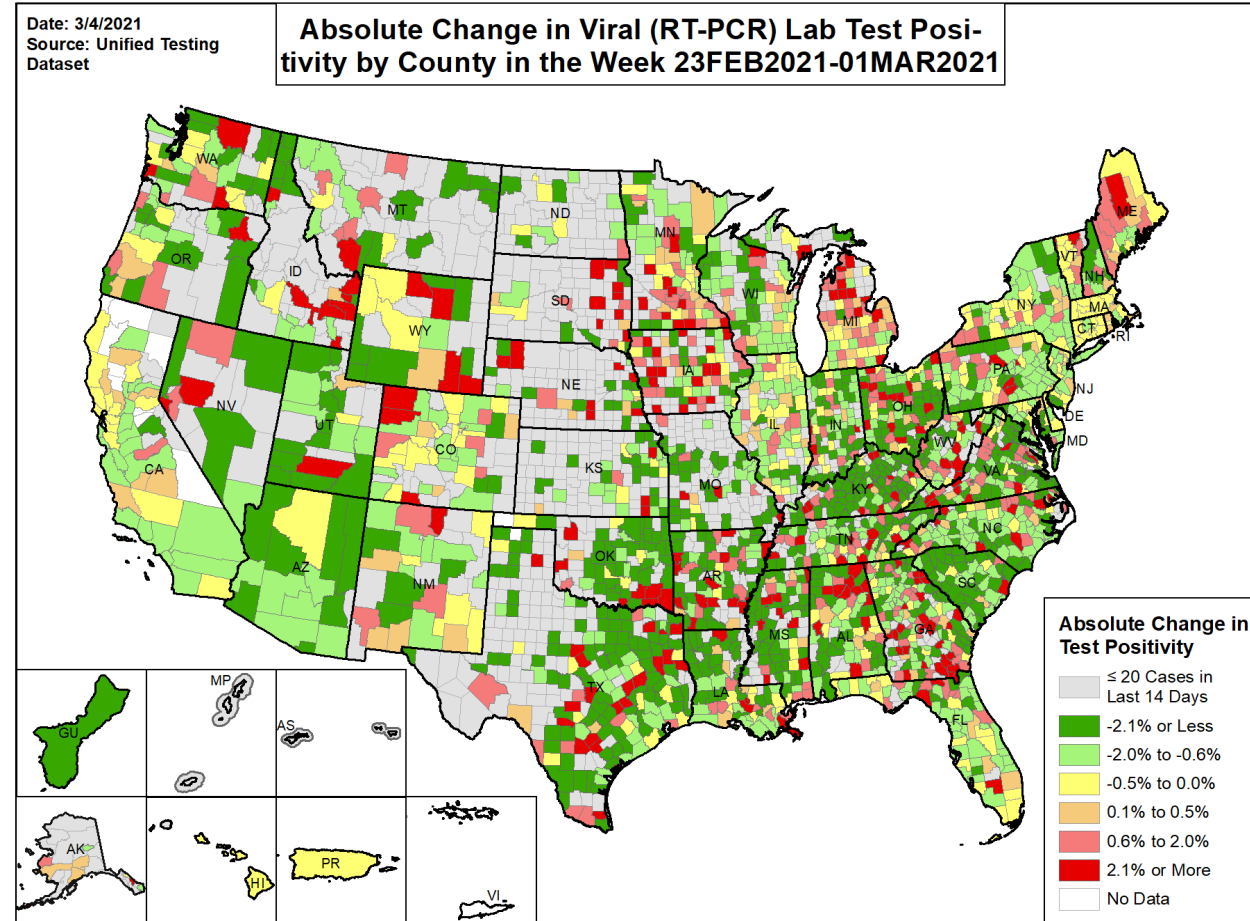 Date: 3/4/2021
Source: Unified Testing
Dataset
Absolute Change in Viral (RT-PCR) Lab Test Posi-
tivity by County in the Week 23FEB2021-01MAR2021
WA
MT
ND
MN
ME
OR
ID
SD
WI
VT
NH
NY
MA
WY
MI
CT
RI
IA
PA
NE
NJ
NV
OH
UT
IL
IN
DE
CO
WV
MD
CA
KS
MO
VA
KY
NC
TN
OK
AZ
NM
AR
SC
MS
AL
GA
TX
LA
FL
MP
GU
AS
AK
HI
PR
VI
Absolute Change in
Test Positivity
≤ 20 Cases in
Last 14 Days
-2.1% or Less
-2.0% to -0.6%
-0.5% to 0.0%
0.1% to 0.5%
0.6% to 2.0%
2.1% or More
No Data